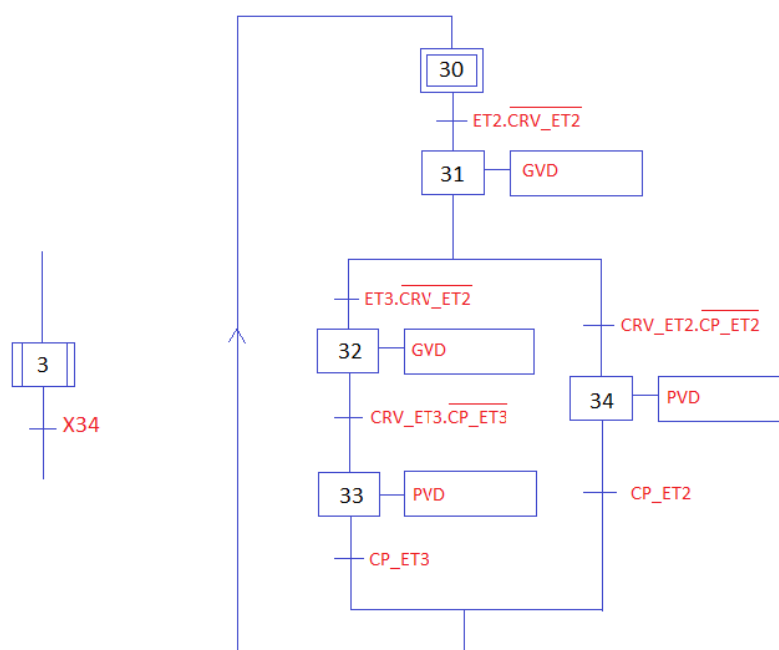 30
ET2.CRV_ET2
31
GVD
ET3.CRV_ET2
CRV_ET2.CP_ET2
32
GVD
3
34
PVD
X34
CRV_ET3.CP_ET3
33
PVD
CP_ET2
CP_ET3